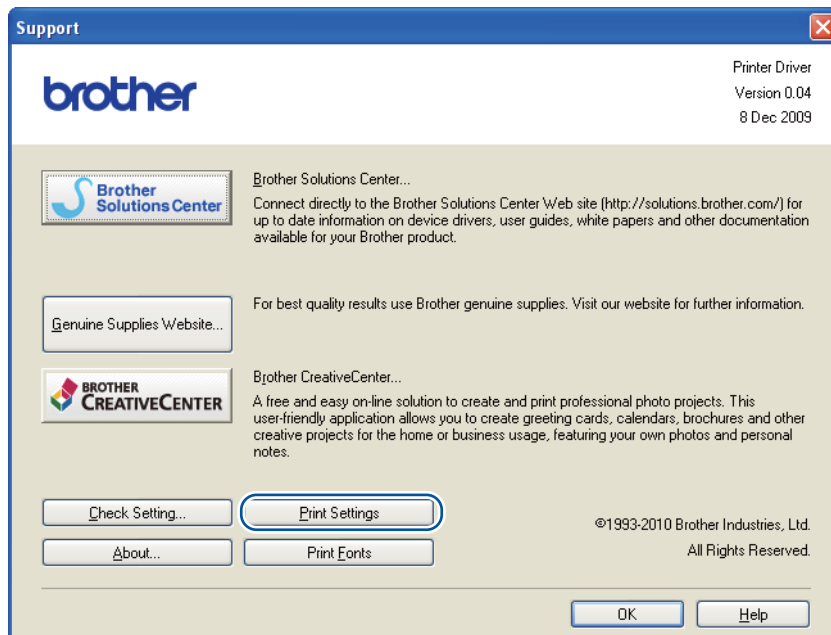 Support
brother
Printer Driver
Version 0.04
8 Dec 2009
Brother
Solutions Center
Brother Solutions Center...
Connect directly to the Brother Solutions Center Web site (http://solutions.brother.com/) for
up to date information on device drivers, user guides, white papers and other documentation
available for your Brother product.
Genuine Supplies Website...
For best quality results use Brother genuine supplies. Visit our website for further information.
BROTHER
CREATIVECENTER
Brother CreativeCenter...
A free and easy on-line solution to create and print professional photo projects. This
user-friendly application allows you to create greeting cards, calendars, brochures and other
creative projects for the home or business usage, featuring your own photos and personal
notes.
Check Setting...
Print Settings
About...
Print Fonts
©1993-2010 Brother Industries, Ltd.
All Rights Reserved.
OK
Help